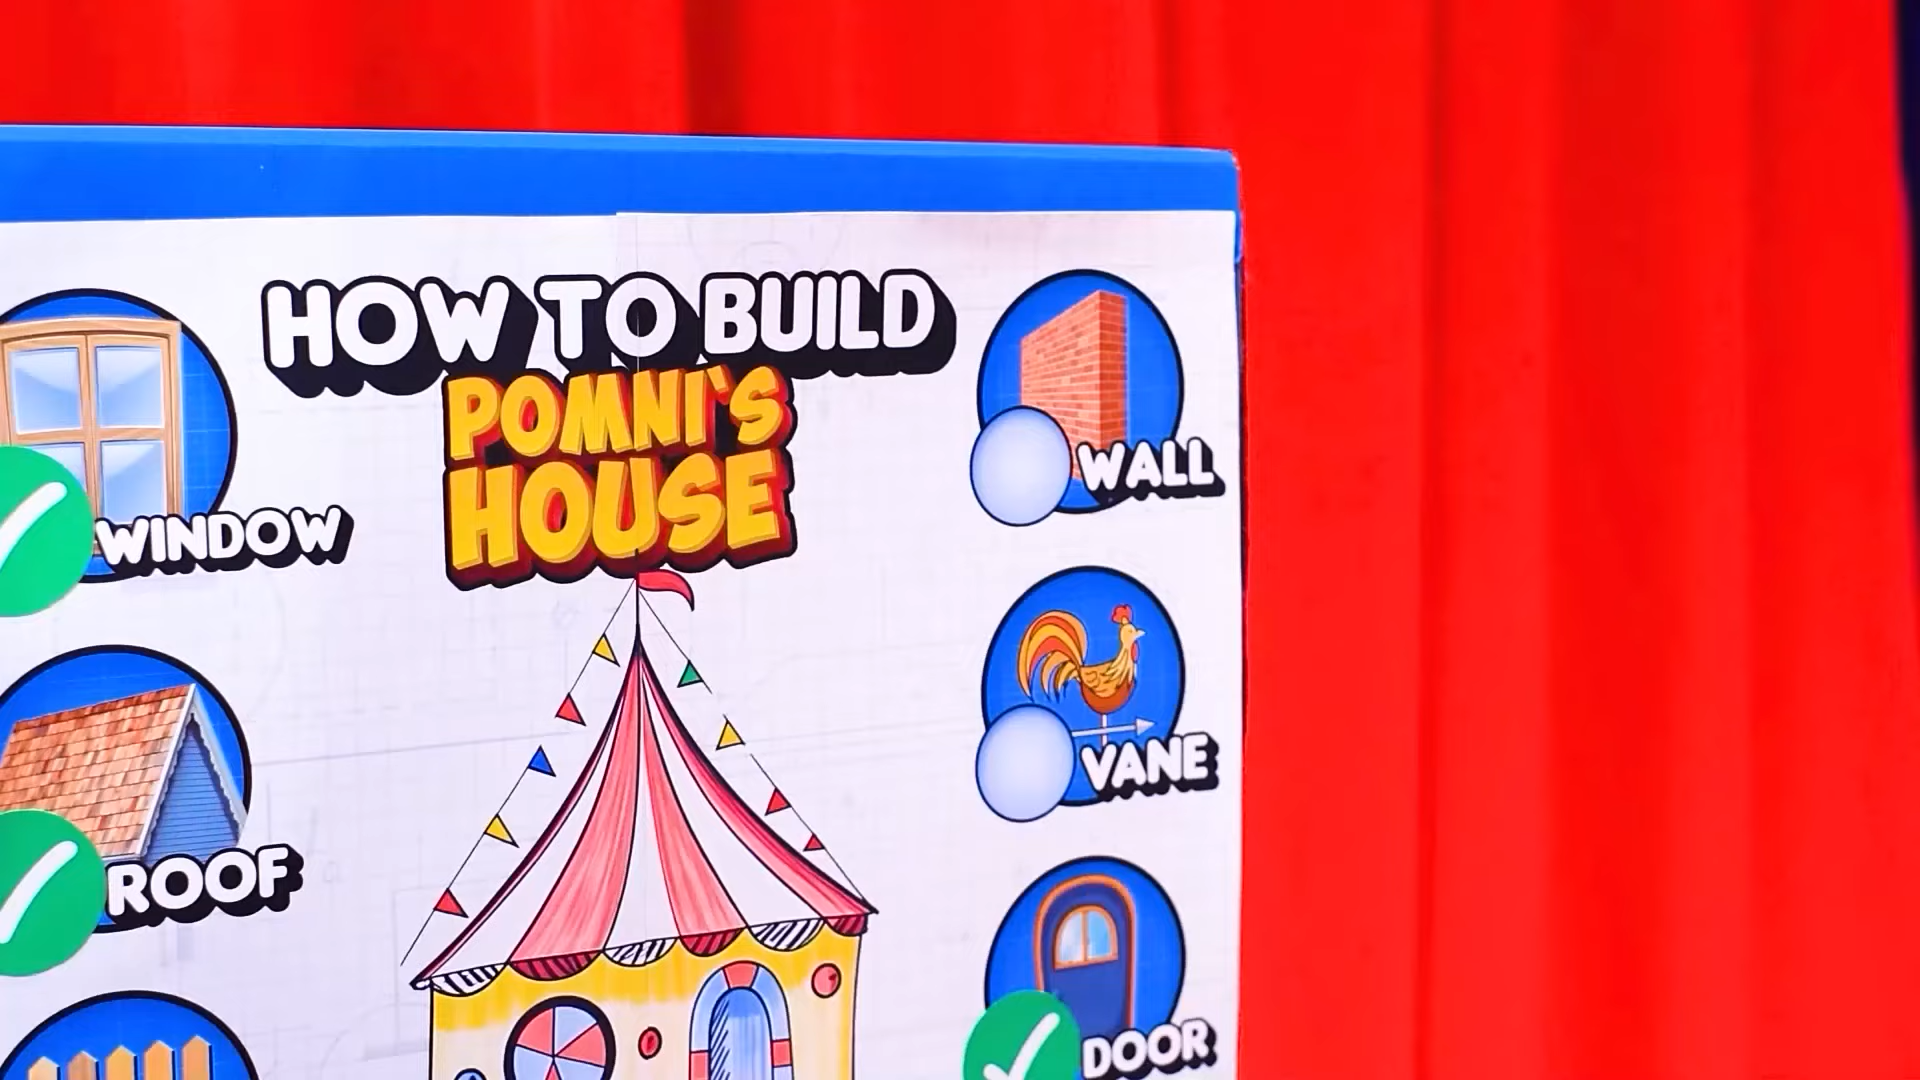 HOW TO BUILD
POMNI'S
HOUSE
WINDOW
ROOF
WALL
VANE
DOOR